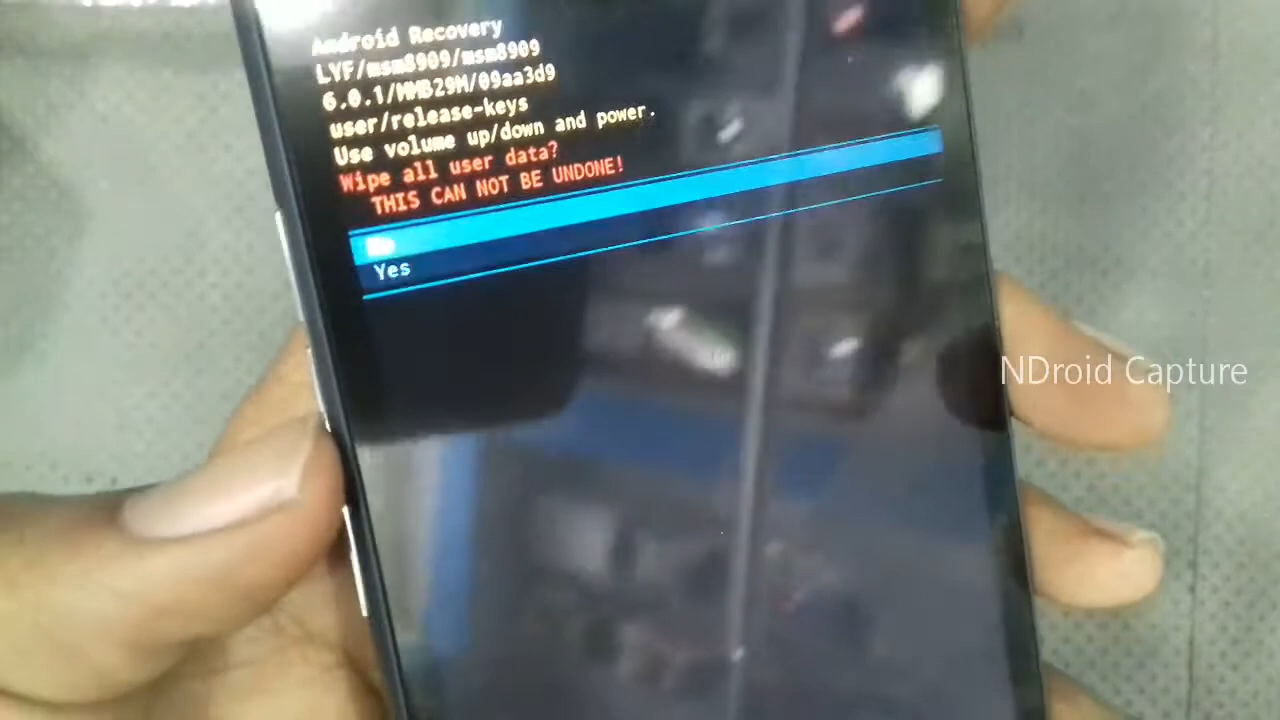 Android Recovery
LYF/msm8909/msm8909
6.0.1/MMB29M/09aa3d9
user/release-keys
Use volume up/down and power.
Wipe all user data?
THIS CAN NOT BE UNDONE!
No
Yes
NDroid Capture